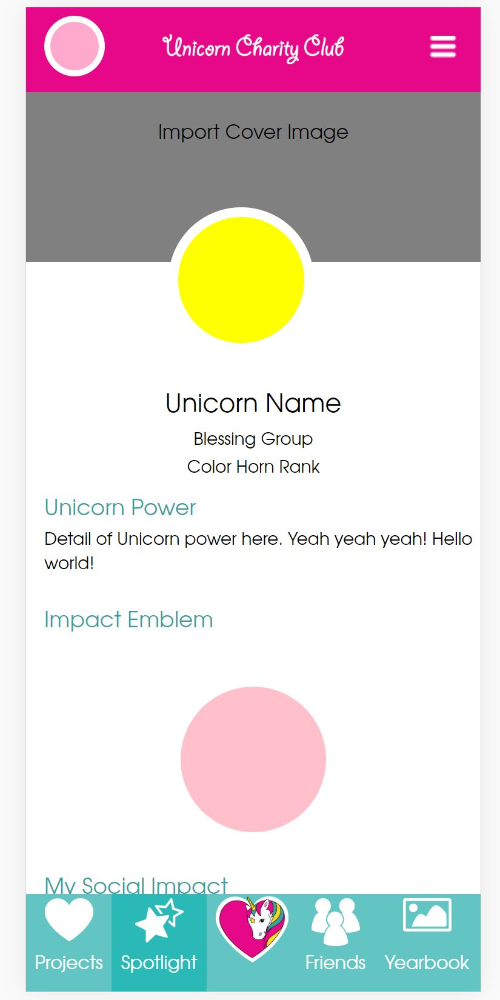 Unicorn Charity Club
Import Cover Image
Unicorn Name
Blessing Group
Color Horn Rank
Unicorn Power
Detail of Unicorn power here. Yeah yeah yeah! Hello
world!
Impact Emblem
My Social Impact
Projects Spotlight Friends Yearbook